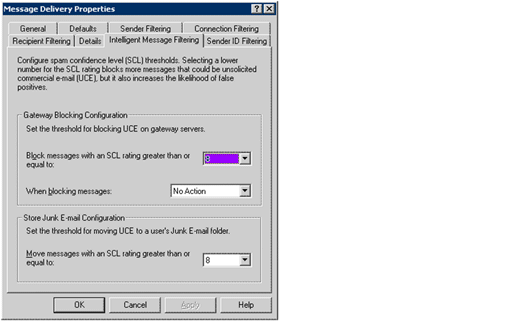 Message Delivery Properties
General Defaults Sender Filtering Connection Filtering
Recipient Filtering Details Intelligent Message Filtering Sender ID Filtering
Configure spam confidence level (SCL) thresholds. Selecting a lower
number for the SCL rating blocks more messages that could be unsolicited
commercial e-mail (UCE), but it also increases the likelihood of false
positives.
Gateway Blocking Configuration
Set the threshold for blocking UCE on gateway servers.
Block messages with an SCL rating greater than or
equal to:
8
When blocking messages:
No Action
Store Junk E-mail Configuration
Set the threshold for moving UCE to a user's Junk E-mail folder.
Move messages with an SCL rating greater than or
equal to:
8
OK Cancel Apply Help